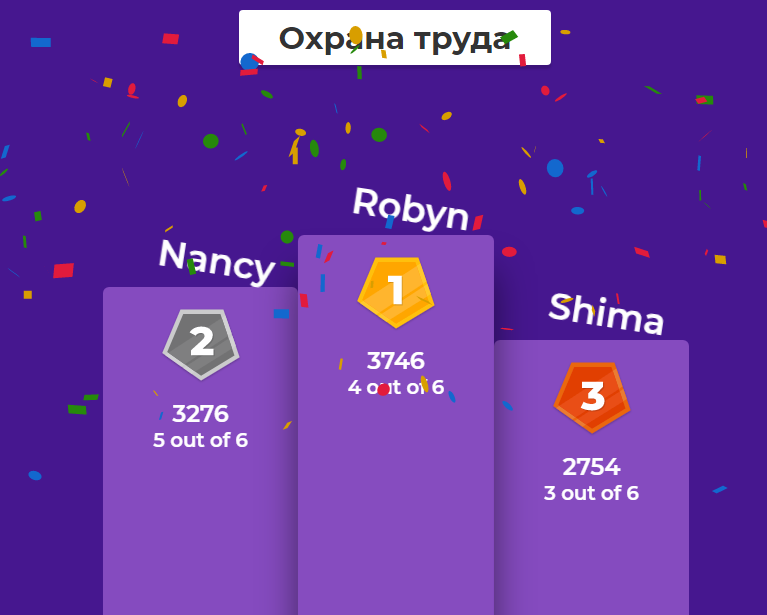 Охрана труда
Robyn
1
3746
4 out of 6
Nancy
2
3276
5 out of 6
Shima
3
2754
3 out of 6